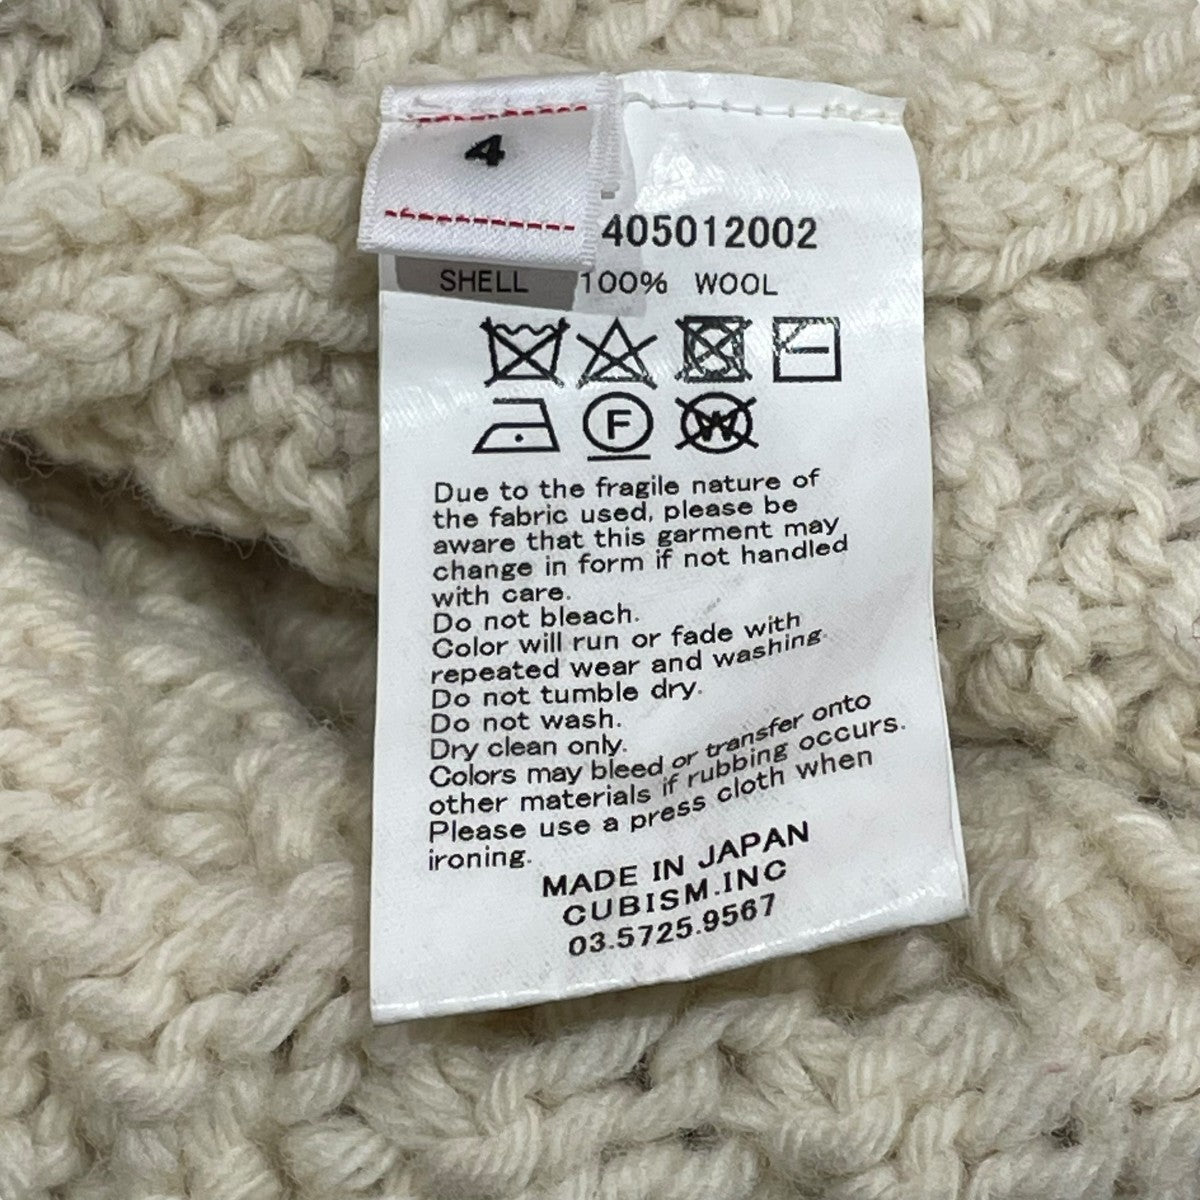 4
405012002
SHELL 100% WOOL
F
W
Due to the fragile nature of
the fabric used, please be
aware that this garment may
change in form if not handled
with care.
Do not bleach.
Color will run or fade with
repeated wear and washing.
Do not tumble dry.
Do not wash.
Dry clean only.
Colors may bleed or transfer onto
other materials if rubbing occurs.
Please use a press cloth when
ironing.
MADE IN JAPAN
CUBISM.INC
03.5725.9567